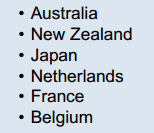 • Australia
• New Zealand
• Japan
• Netherlands
• France
• Belgium